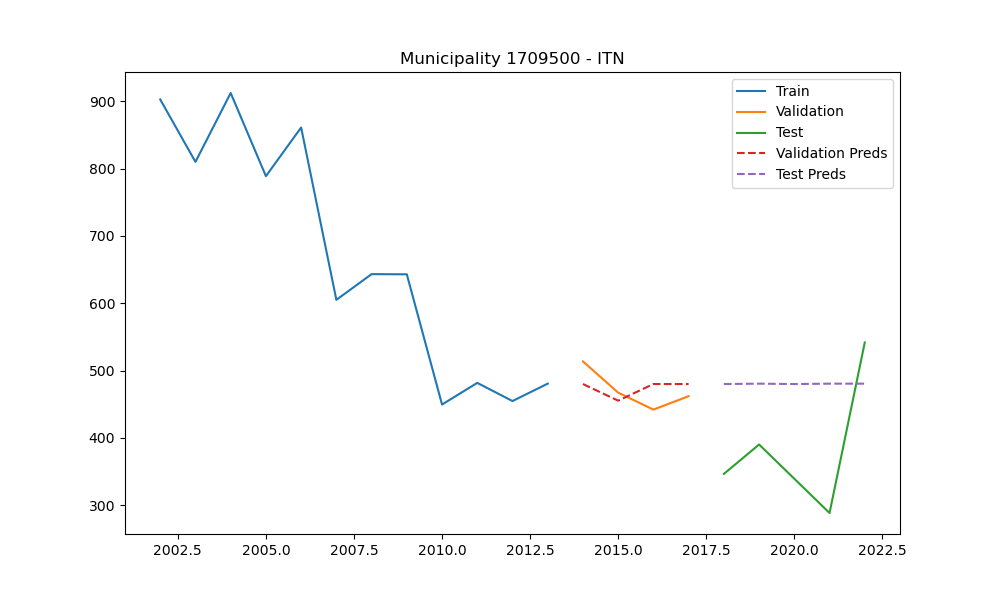 Municipality 1709500 - ITN
Train
Validation
Test
Validation Preds
Test Preds
900
800
700
600
500
400
300
2002.5 2005.0 2007.5 2010.0 2012.5 2015.0 2017.5 2020.0 2022.5